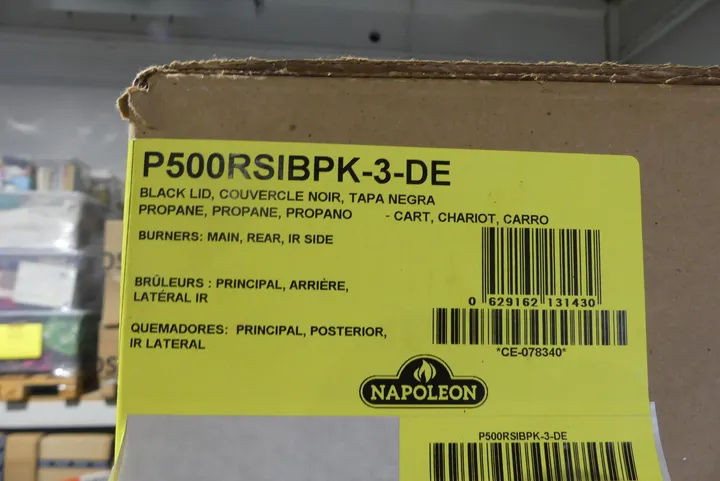 P500RSIBPK-3-DE
BLACK LID, COUVERCLE NOIR, TAPA NEGRA
PROPANE, PROPANE, PROPANO - CART, CHARIOT, CARRO
BURNERS: MAIN, REAR, IR SIDE
BRÛLEURS : PRINCIPAL, ARRIÈRE,
LATÉRAL IR
0 629162 131430
QUEMADORES: PRINCIPAL, POSTERIOR,
IR LATERAL
*CE-078340*
NAPOLEON
P500RSIBPK-3-DE